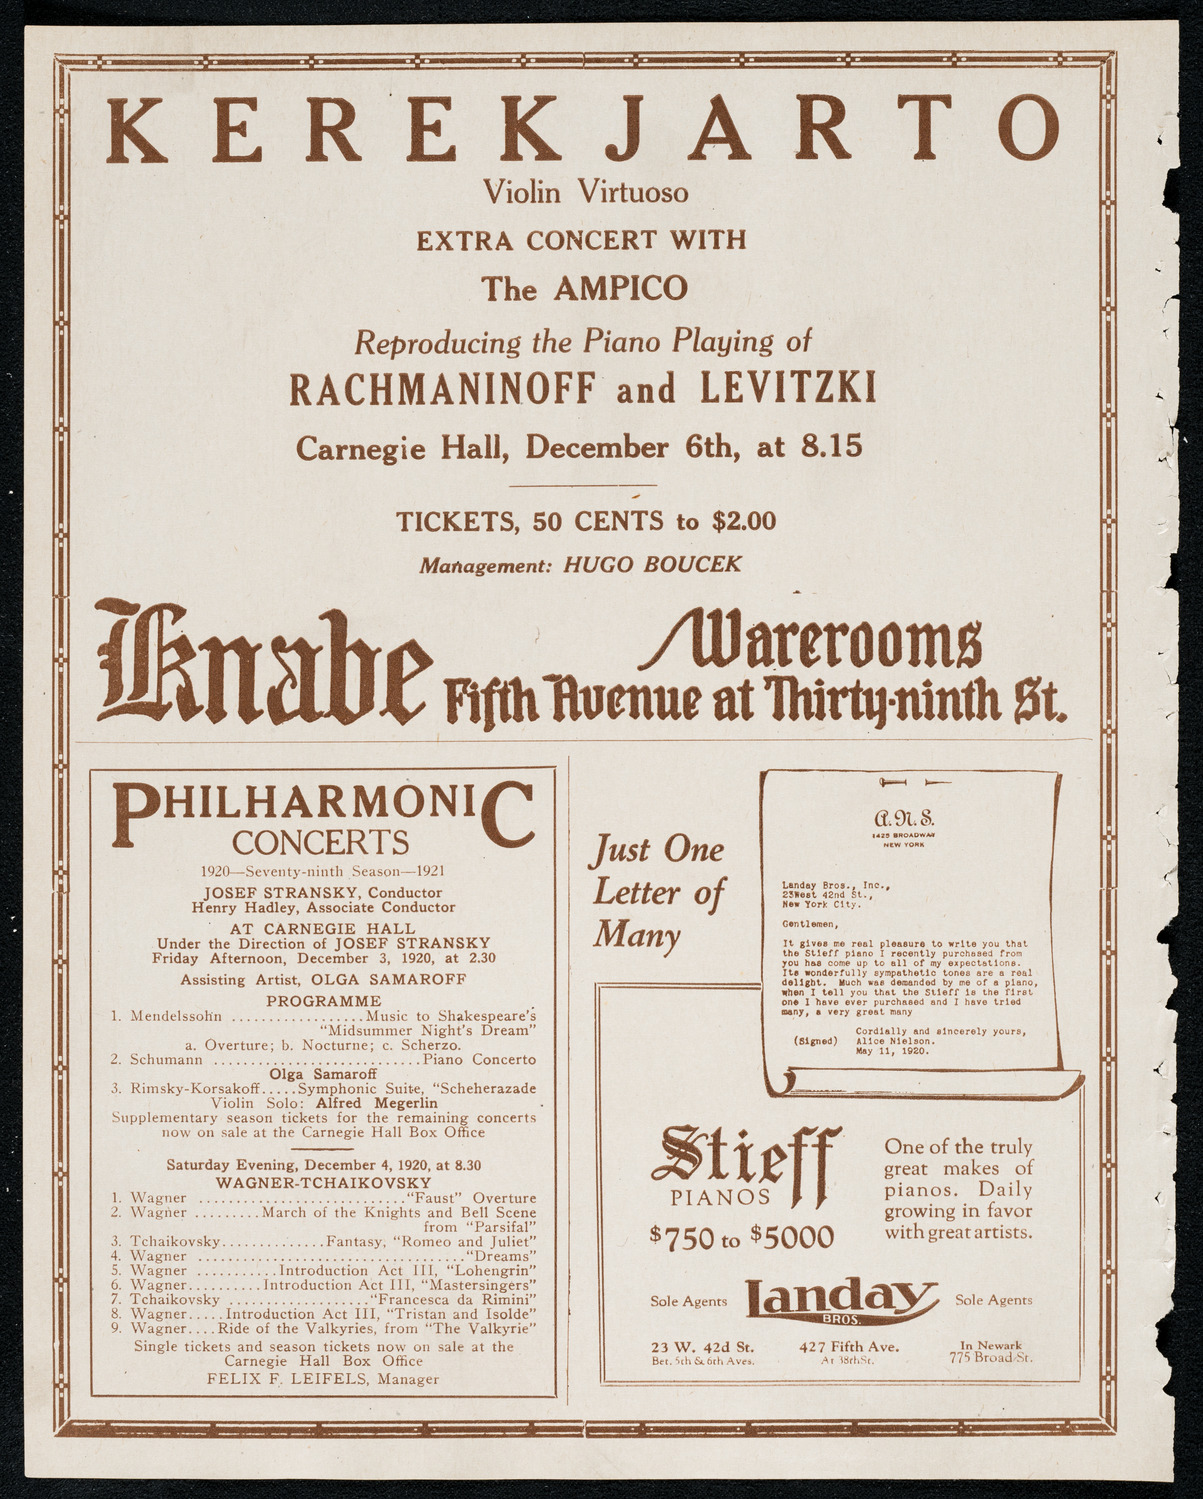 KEREKJARTO
Violin Virtuoso
EXTRA CONCERT WITH
The AMPICO
Reproducing the Piano Playing of
RACHMANINOFF and LEVITZKI
Carnegie Hall, December 6th, at 8.15
TICKETS, 50 CENTS to $2.00
Management: HUGO BOUCEK
Knabe Warerooms
Fifth Avenue at Thirty-ninth St.
PHILHARMONIC
CONCERTS
1920—Seventy-ninth Season—1921
JOSEF STRANSKY, Conductor
Henry Hadley, Associate Conductor
AT CARNEGIE HALL
Under the Direction of JOSEF STRANSKY
Friday Afternoon, December 3, 1920, at 2.30
Assisting Artist, OLGA SAMAROFF
PROGRAMME
1. Mendelssohn ..................Music to Shakespeare's
"Midsummer Night's Dream"
a. Overture; b. Nocturne; c. Scherzo.
2. Schumann ............................Piano Concerto
Olga Samaroff
3. Rimsky-Korsakoff.....Symphonic Suite, "Scheherazade
Violin Solo: Alfred Megerlin
Supplementary season tickets for the remaining concerts
now on sale at the Carnegie Hall Box Office
Saturday Evening, December 4, 1920, at 8.30
WAGNER-TCHAIKOVSKY
1. Wagner ............................"Faust" Overture
2. Wagner .........March of the Knights and Bell Scene
from "Parsifal"
3. Tchaikovsky..............Fantasy, "Romeo and Juliet"
4. Wagner ...................................."Dreams"
5. Wagner ...........Introduction Act III, "Lohengrin"
6. Wagner..........Introduction Act III, "Mastersingers"
7. Tchaikovsky ..................."Francesca da Rimini"
8. Wagner.....Introduction Act III, "Tristan and Isolde"
9. Wagner....Ride of the Valkyries, from "The Valkyrie"
Single tickets and season tickets now on sale at the
Carnegie Hall Box Office
FELIX F. LEIFELS, Manager
Just One
Letter of
Many
A. N. S.
1425 BROADWAY
NEW YORK
Landay Bros., Inc.,
23West 42nd St.,
New York City.
Gentlemen,
It gives me real pleasure to write you that
the Stieff piano I recently purchased from
you has come up to all of my expectations.
Its wonderfully sympathetic tones are a real
delight. Much was demanded by me of a piano,
when I tell you that the Stieff is the first
one I have ever purchased and I have tried
many, a very great many
Cordially and sincerely yours,
(Signed) Alice Nielson.
May 11, 1920.
Stieff
PIANOS
$750 to $5000
One of the truly
great makes of
pianos. Daily
growing in favor
with great artists.
Sole Agents Landay BROS. Sole Agents
23 W. 42d St.
Bet. 5th & 6th Aves.
427 Fifth Ave.
At 38th St.
In Newark
775 Broad St.